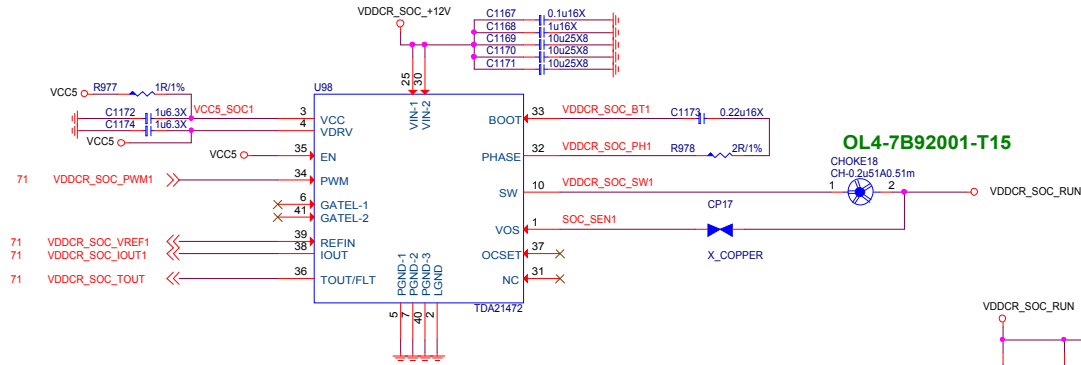 VDDCR_SOC_+12V
C1167 0.1u16X
C1168 1u16X
C1169 10u25X8
C1170 10u25X8
C1171 10u25X8
25
30
R977 1R/1%
VCC5
VCC5_SOC1
C1172 1u6.3X
C1174 1u6.3X
VCC5
U98
3 VCC
4 VDRV
VIN-1
VIN-2
BOOT 33 VDDCR_SOC_BT1 C1173 0.22u16X
VCC5 35 EN
PHASE 32 VDDCR_SOC_PH1 R978 2R/1%
OL4-7B92001-T15
CHOKE18
CH-0.2u51A0.51m
71 VDDCR_SOC_PWM1 34 PWM
SW 10 VDDCR_SOC_SW1 1 2 VDDCR_SOC_RUN
6 GATEL-1
41 GATEL-2
VOS 1 SOC_SEN1 CP17
X_COPPER
71 VDDCR_SOC_VREF1 39 REFIN
71 VDDCR_SOC_IOUT1 38 IOUT
OCSET 37
71 VDDCR_SOC_TOUT 36 TOUT/FLT
NC 31
PGND-1
PGND-2
PGND-3
LGND
TDA21472
5
7
40
2
VDDCR_SOC_RUN